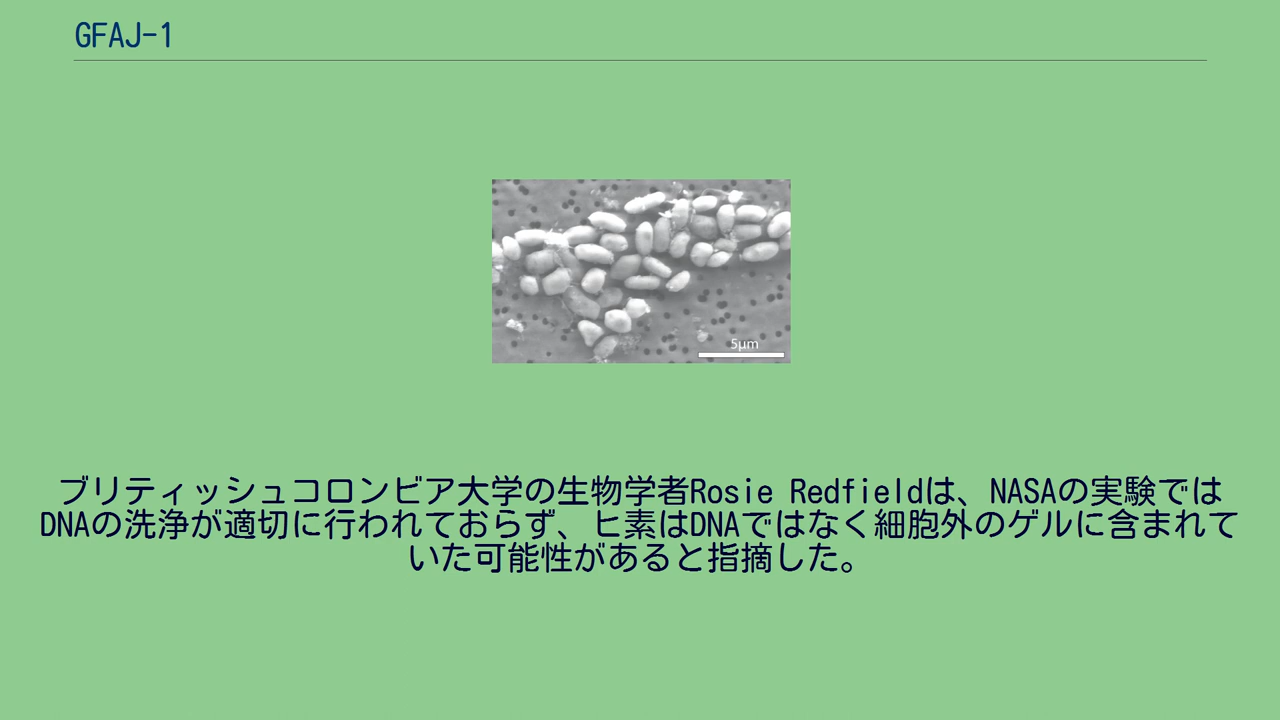 GFAJ-1
5μm
ブリティッシュコロンビア大学の生物学者Rosie Redfieldは、NASAの実験では
DNAの洗浄が適切に行われておらず、ヒ素はDNAではなく細胞外のゲルに含まれて
いた可能性があると指摘した。